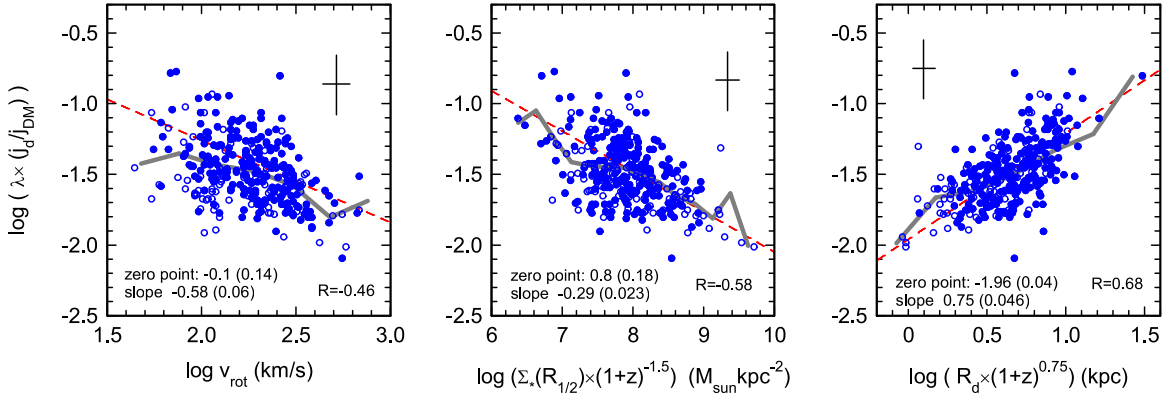 -0.5
-0.5
-0.5
-1.0
-1.0
-1.0
-1.5
-1.5
-1.5
-2.0
-2.0
-2.0
-2.5
-2.5
-2.5
log ( λ× (j_d/j_DM) )
zero point: -0.1 (0.14)
slope -0.58 (0.06)
R=-0.46
zero point: 0.8 (0.18)
slope -0.29 (0.023)
R=-0.58
zero point: -1.96 (0.04)
slope 0.75 (0.046)
R=0.68
1.5 2.0 2.5 3.0
6 7 8 9 10
0 0.5 1.0 1.5
log v_rot (km/s)
log (Σ_*(R_1/2)×(1+z)^-1.5) (M_sun kpc^-2)
log ( R_d×(1+z)^0.75) (kpc)